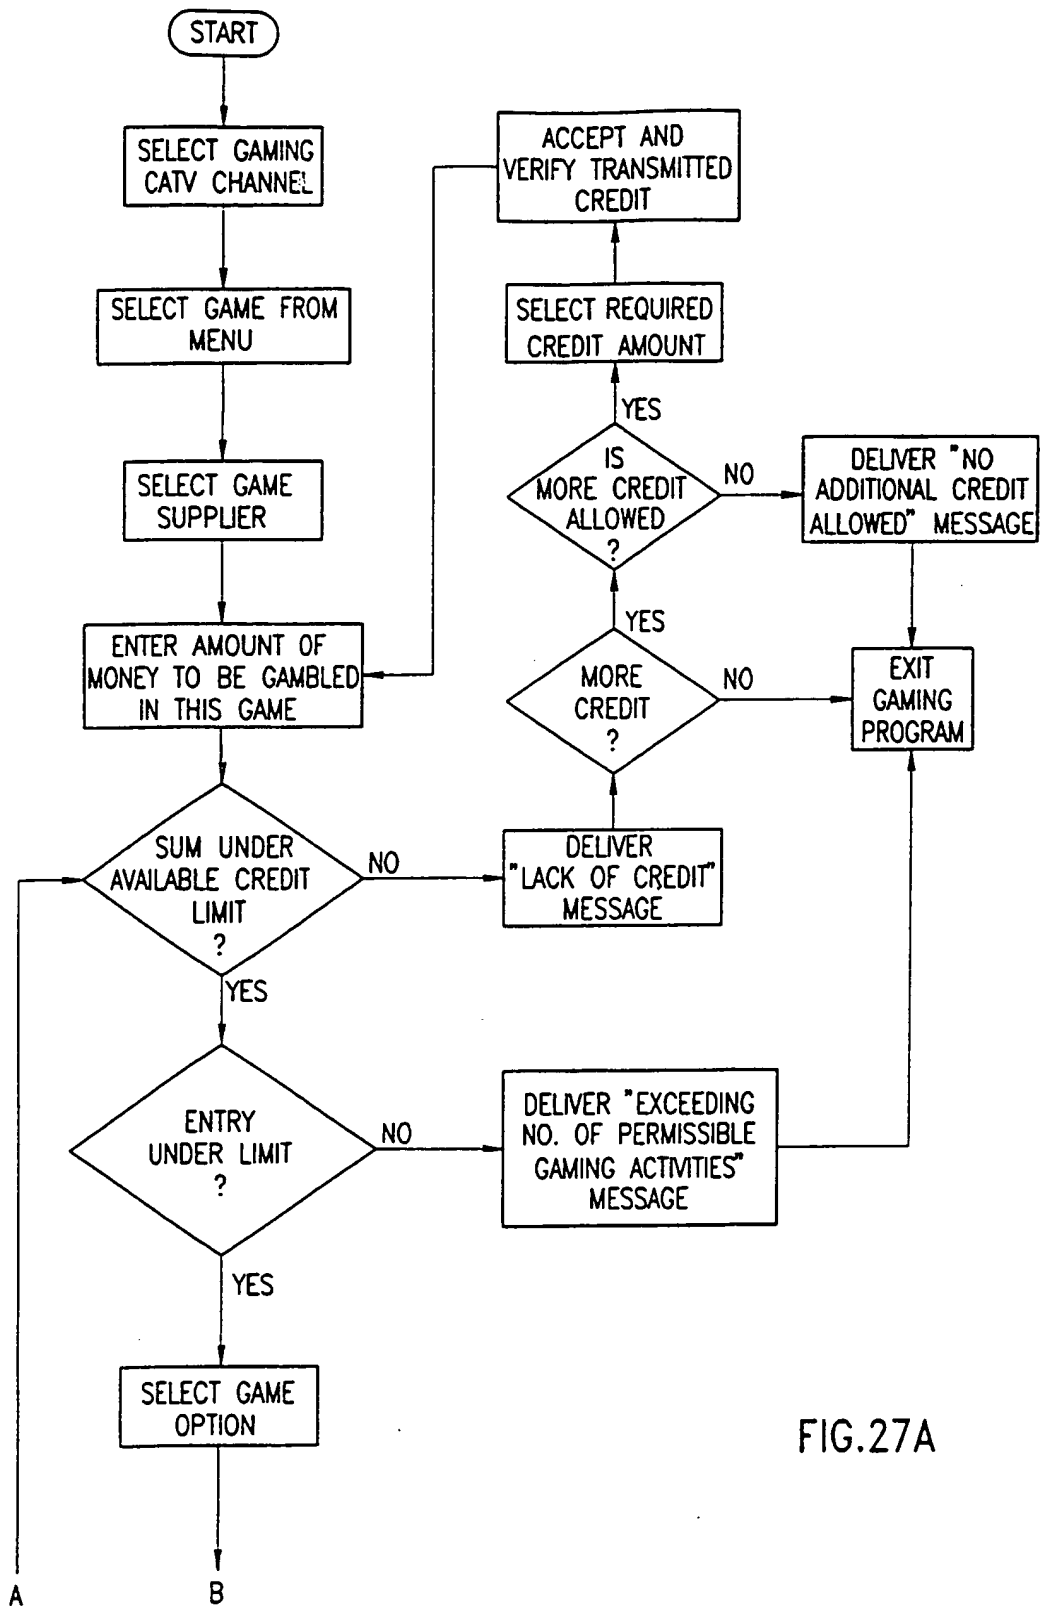 START
SELECT GAMING
CATV CHANNEL
SELECT GAME FROM
MENU
SELECT GAME
SUPPLIER
ENTER AMOUNT OF
MONEY TO BE GAMBLED
IN THIS GAME
SUM UNDER
AVAILABLE CREDIT
LIMIT
?
NO
YES
ENTRY
UNDER LIMIT
?
NO
YES
SELECT GAME
OPTION
A
B
ACCEPT AND
VERIFY TRANSMITTED
CREDIT
SELECT REQUIRED
CREDIT AMOUNT
YES
IS
MORE CREDIT
ALLOWED
?
NO
DELIVER "NO
ADDITIONAL CREDIT
ALLOWED" MESSAGE
YES
MORE
CREDIT
?
NO
EXIT
GAMING
PROGRAM
DELIVER
"LACK OF CREDIT"
MESSAGE
DELIVER "EXCEEDING
NO. OF PERMISSIBLE
GAMING ACTIVITIES"
MESSAGE
FIG.27A